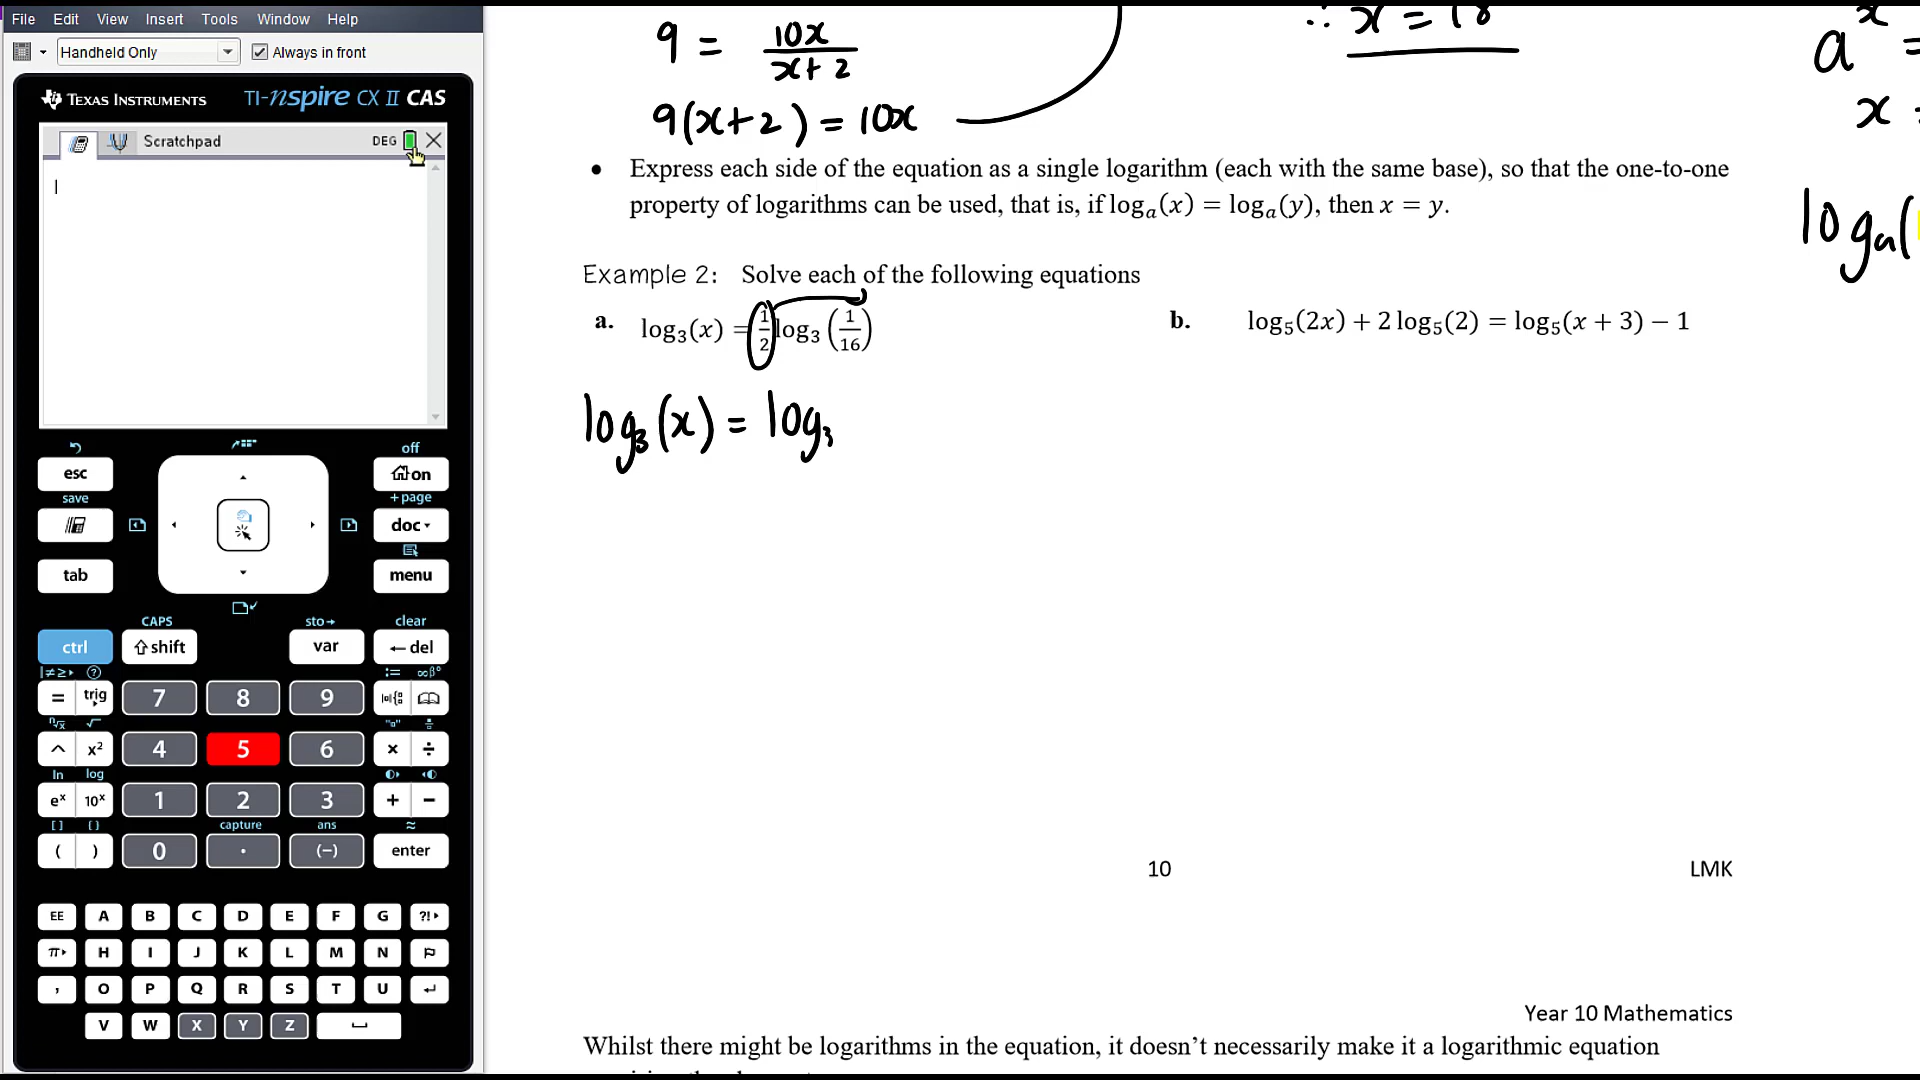 File Edit View Insert Tools Window Help
Handheld Only Always in front
TEXAS INSTRUMENTS TI-nspire CX II CAS
Scratchpad DEG
off
esc on
save + page
doc
tab menu
CAPS sto→ clear
ctrl ⇧shift var ←del
= trig 7 8 9
^ x² 4 5 6 × ÷
ln log
eˣ 10ˣ 1 2 3 + −
[ ] { } capture ans ≈
( ) 0 . (−) enter
EE A B C D E F G ?!▸
π▸ H I J K L M N
, O P Q R S T U ↵
V W X Y Z
9 = 10x/(x+2)
9(x+2) = 10x
∴ x = 18
aˣ =
x =
logₐ(
• Express each side of the equation as a single logarithm (each with the same base), so that the one-to-one
property of logarithms can be used, that is, if logₐ(x) = logₐ(y), then x = y.
Example 2: Solve each of the following equations
a. log₃(x) = 1/2 log₃(1/16)
b. log₅(2x) + 2 log₅(2) = log₅(x + 3) − 1
log₃(x) = log₃
10 LMK
Year 10 Mathematics
Whilst there might be logarithms in the equation, it doesn't necessarily make it a logarithmic equation